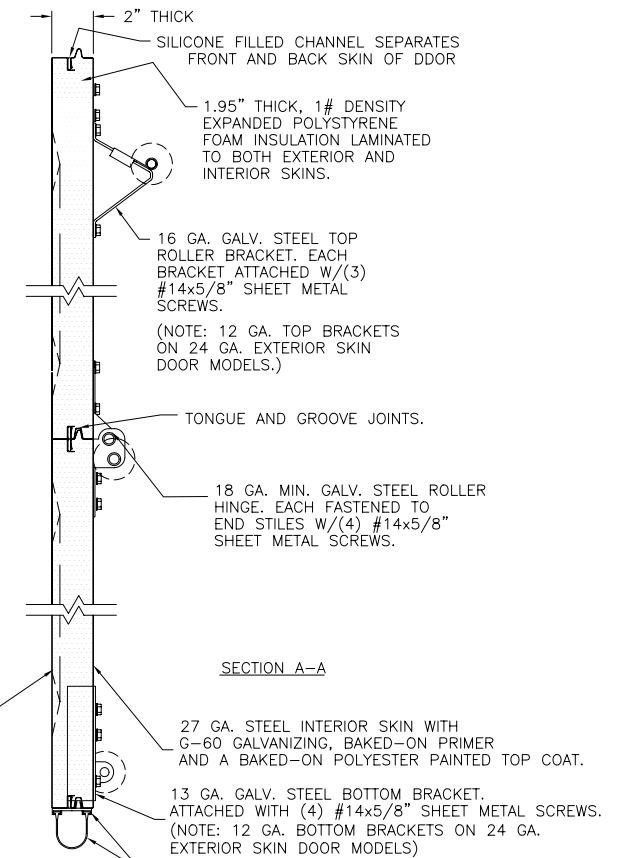 2" THICK
SILICONE FILLED CHANNEL SEPARATES
FRONT AND BACK SKIN OF DDOR
1.95" THICK, 1# DENSITY
EXPANDED POLYSTYRENE
FOAM INSULATION LAMINATED
TO BOTH EXTERIOR AND
INTERIOR SKINS.
16 GA. GALV. STEEL TOP
ROLLER BRACKET. EACH
BRACKET ATTACHED W/(3)
#14x5/8" SHEET METAL
SCREWS.
(NOTE: 12 GA. TOP BRACKETS
ON 24 GA. EXTERIOR SKIN
DOOR MODELS.)
TONGUE AND GROOVE JOINTS.
18 GA. MIN. GALV. STEEL ROLLER
HINGE. EACH FASTENED TO
END STILES W/(4) #14x5/8"
SHEET METAL SCREWS.
SECTION A-A
27 GA. STEEL INTERIOR SKIN WITH
G-60 GALVANIZING, BAKED-ON PRIMER
AND A BAKED-ON POLYESTER PAINTED TOP COAT.
13 GA. GALV. STEEL BOTTOM BRACKET.
ATTACHED WITH (4) #14x5/8" SHEET METAL SCREWS.
(NOTE: 12 GA. BOTTOM BRACKETS ON 24 GA.
EXTERIOR SKIN DOOR MODELS)